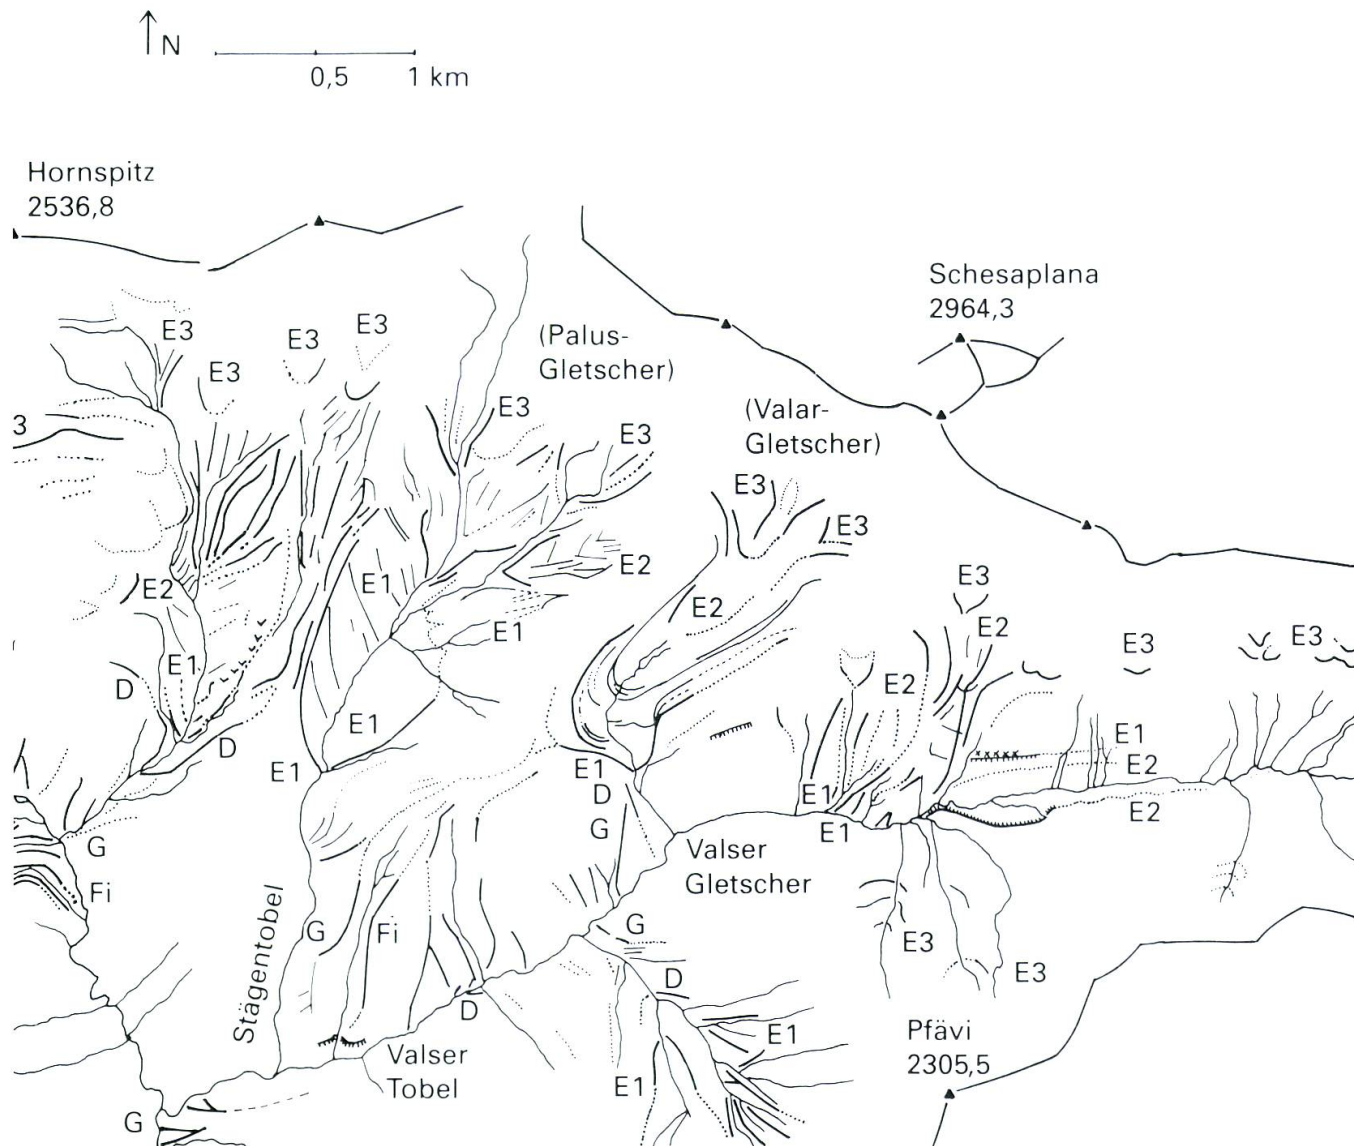 N
0,5 1 km
Hornspitz
2536,8
Schesaplana
2964,3
E3
E3
E3
E3
(Palus-
Gletscher)
E3
(Valar-
Gletscher)
3
E3
E3
E3
E2
E1
E2
E3
E2
E1
E2
E3
E3
E1
D
E2
E1
D
E1
E1
E2
E1
D
E1
E2
G
E1
G
Valser
Gletscher
Fi
Stägentobel
G
Fi
G
E3
D
E3
D
E1
Pfävi
2305,5
Valser
Tobel
E1
G